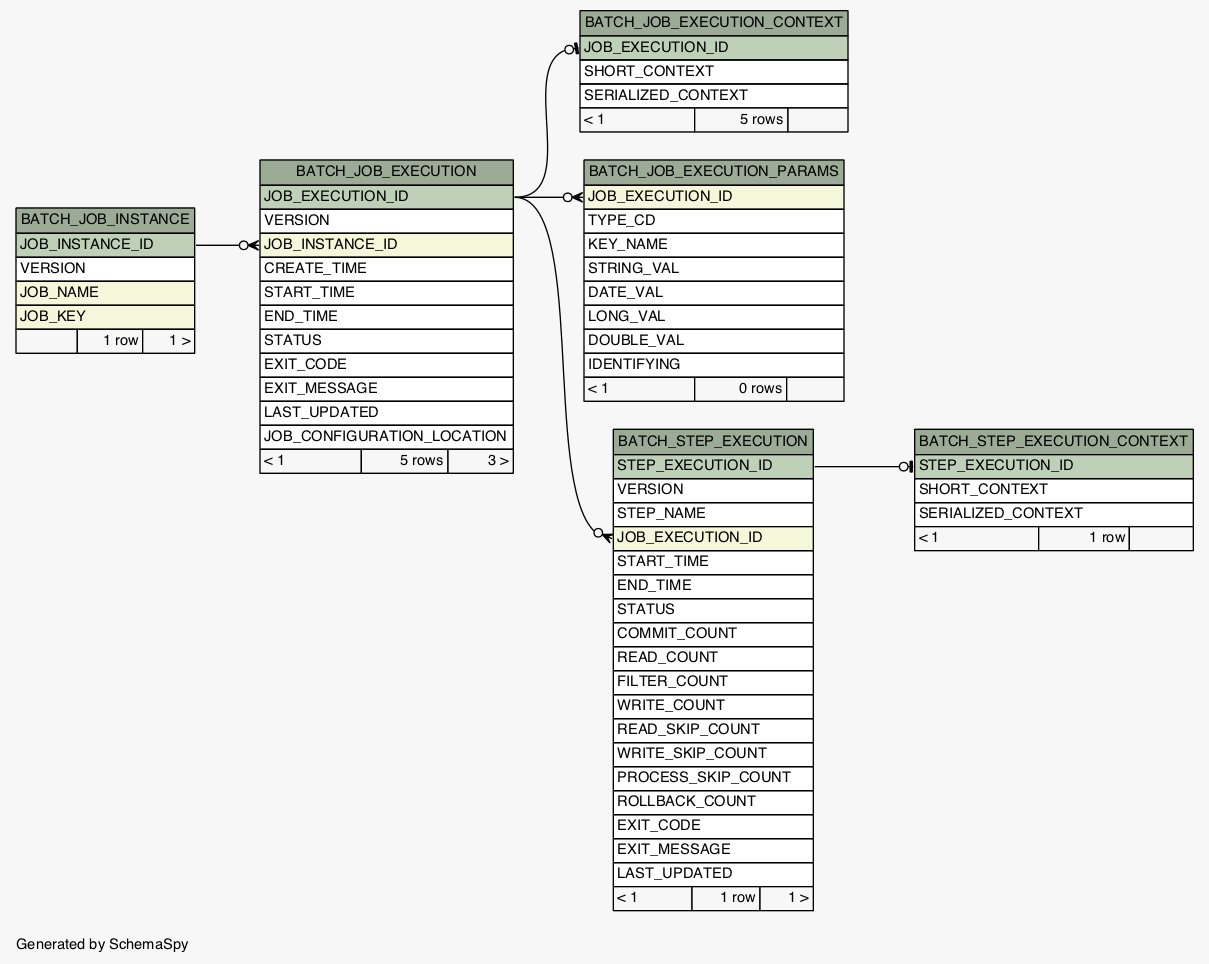 BATCH_JOB_EXECUTION_CONTEXT
JOB_EXECUTION_ID
SHORT_CONTEXT
SERIALIZED_CONTEXT
< 1 5 rows
BATCH_JOB_EXECUTION
JOB_EXECUTION_ID
VERSION
JOB_INSTANCE_ID
CREATE_TIME
START_TIME
END_TIME
STATUS
EXIT_CODE
EXIT_MESSAGE
LAST_UPDATED
JOB_CONFIGURATION_LOCATION
< 1 5 rows 3 >
BATCH_JOB_EXECUTION_PARAMS
JOB_EXECUTION_ID
TYPE_CD
KEY_NAME
STRING_VAL
DATE_VAL
LONG_VAL
DOUBLE_VAL
IDENTIFYING
< 1 0 rows
BATCH_JOB_INSTANCE
JOB_INSTANCE_ID
VERSION
JOB_NAME
JOB_KEY
1 row 1 >
BATCH_STEP_EXECUTION
STEP_EXECUTION_ID
VERSION
STEP_NAME
JOB_EXECUTION_ID
START_TIME
END_TIME
STATUS
COMMIT_COUNT
READ_COUNT
FILTER_COUNT
WRITE_COUNT
READ_SKIP_COUNT
WRITE_SKIP_COUNT
PROCESS_SKIP_COUNT
ROLLBACK_COUNT
EXIT_CODE
EXIT_MESSAGE
LAST_UPDATED
< 1 1 row 1 >
BATCH_STEP_EXECUTION_CONTEXT
STEP_EXECUTION_ID
SHORT_CONTEXT
SERIALIZED_CONTEXT
< 1 1 row
Generated by SchemaSpy